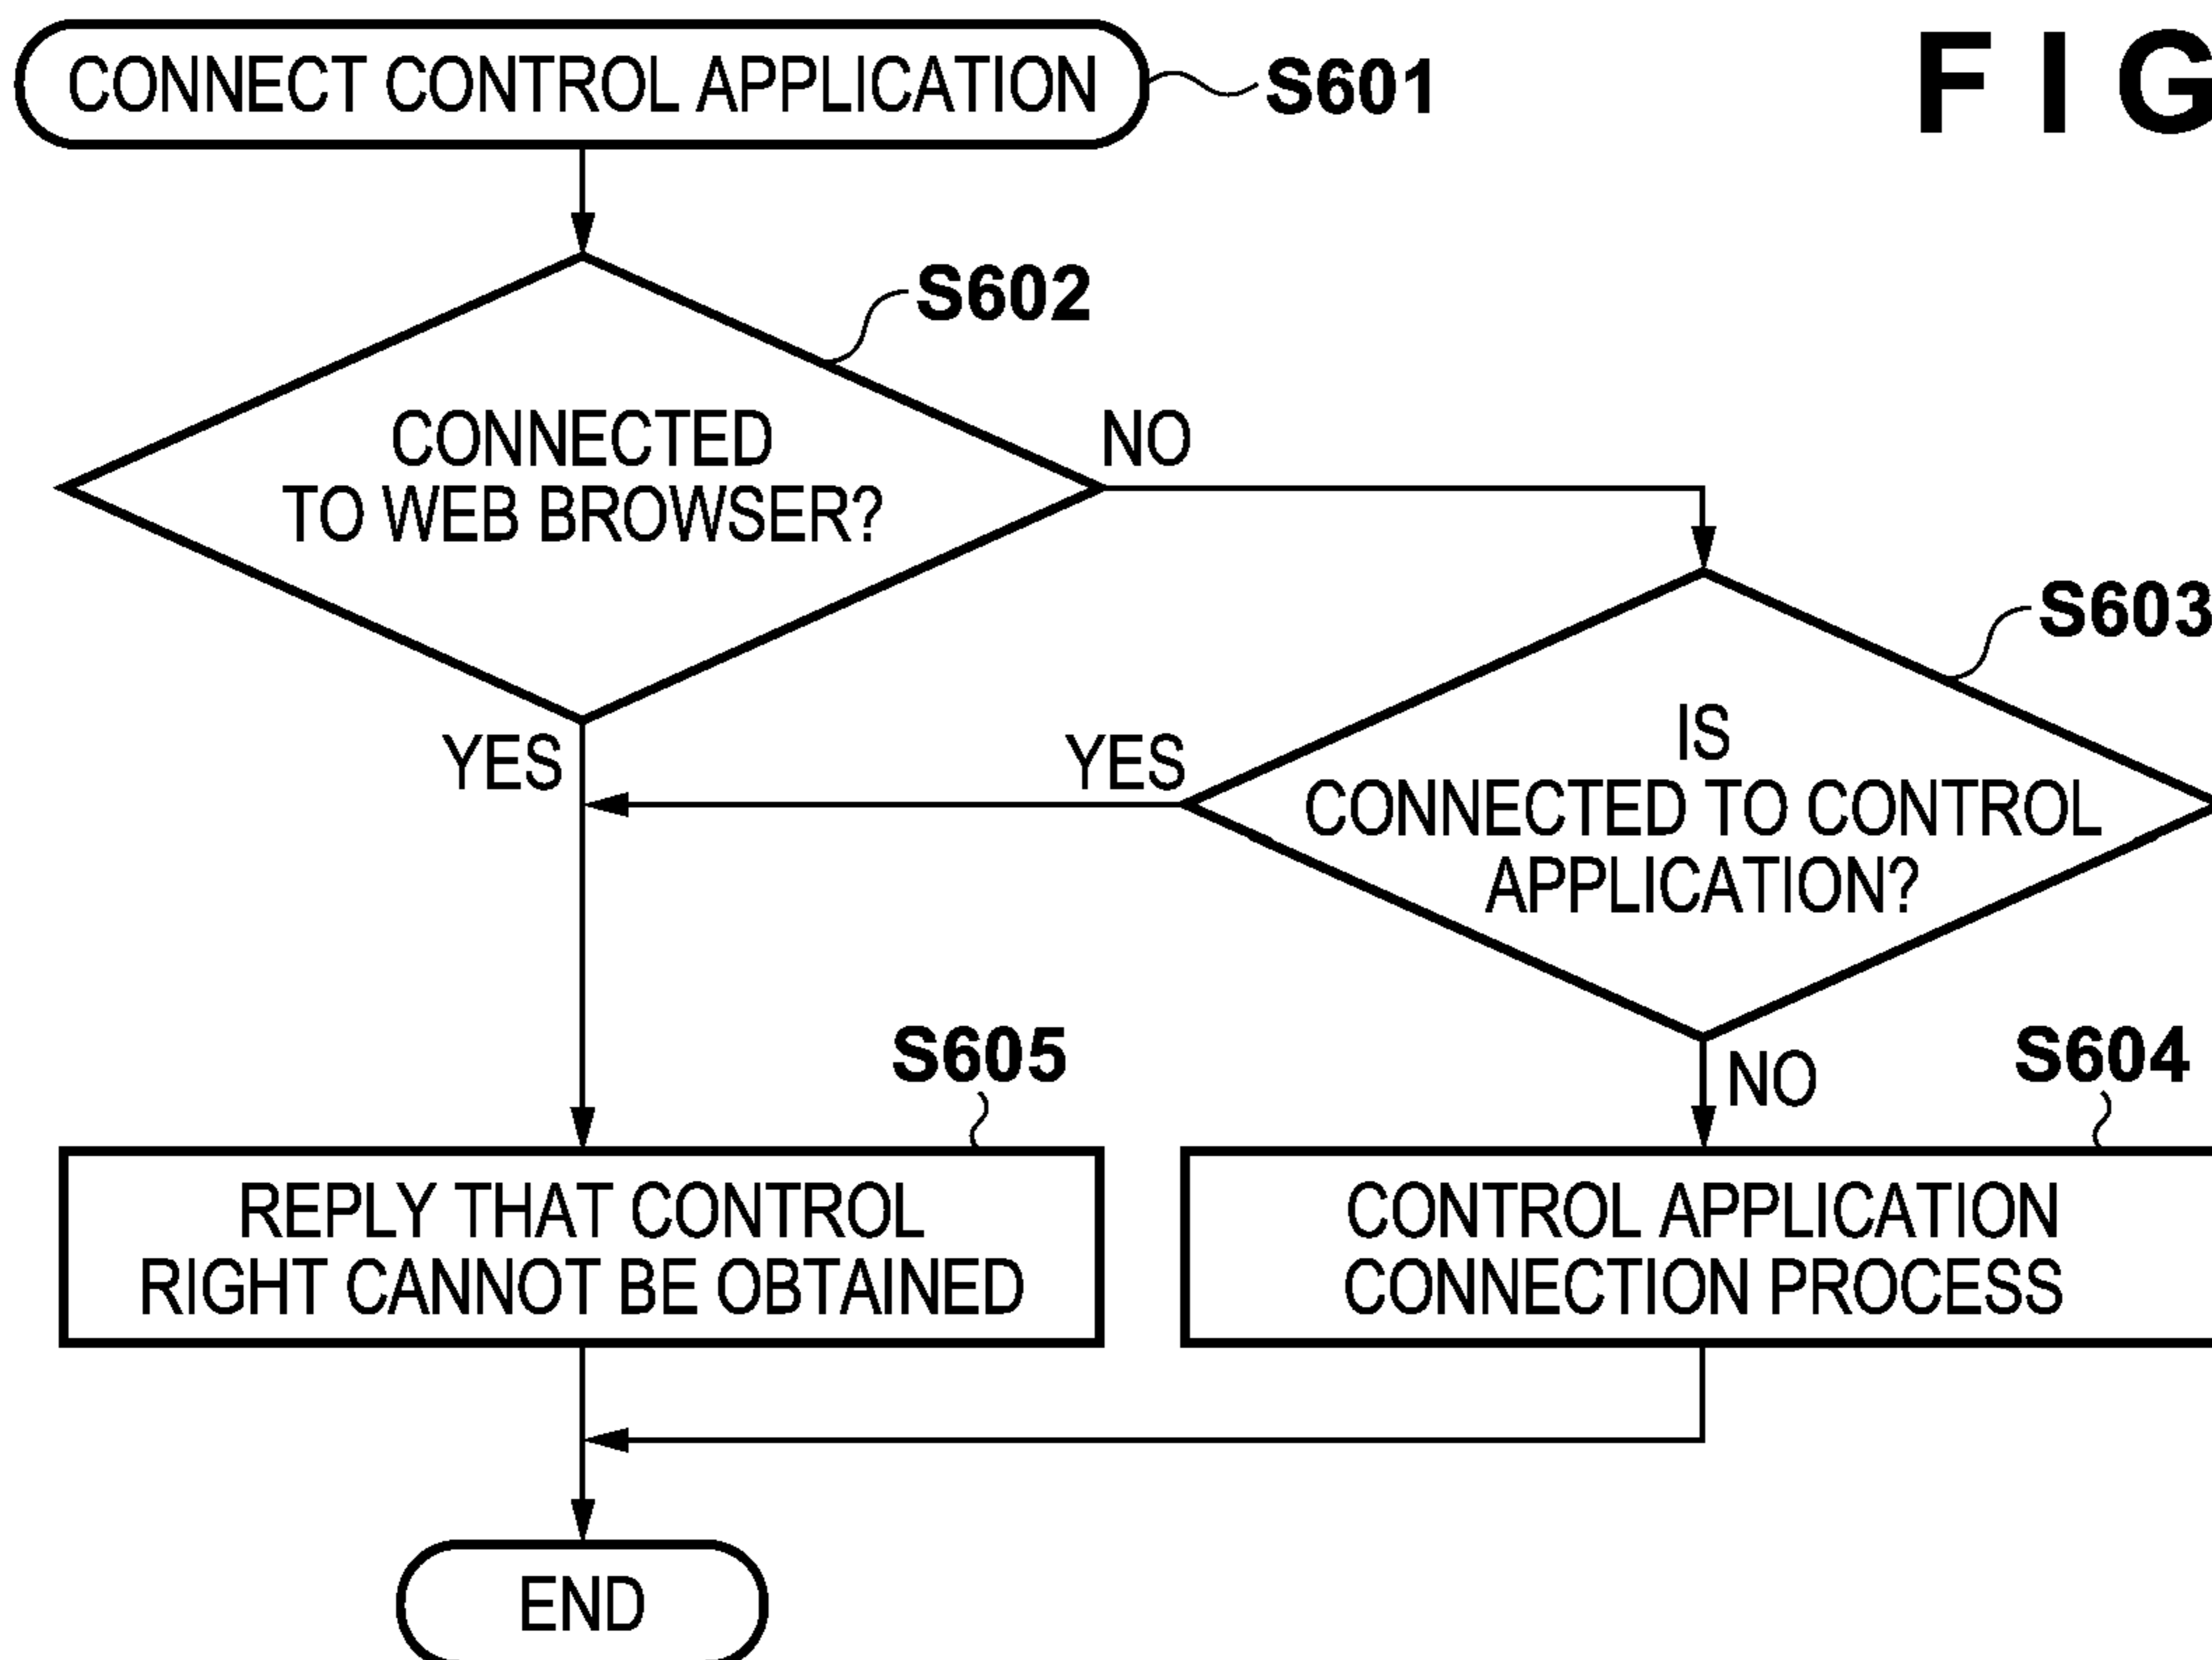 CONNECT CONTROL APPLICATION
S601
FIG
S602
CONNECTED
TO WEB BROWSER?
NO
YES
S603
IS
CONNECTED TO CONTROL
APPLICATION?
YES
NO
S605
S604
REPLY THAT CONTROL
RIGHT CANNOT BE OBTAINED
CONTROL APPLICATION
CONNECTION PROCESS
END